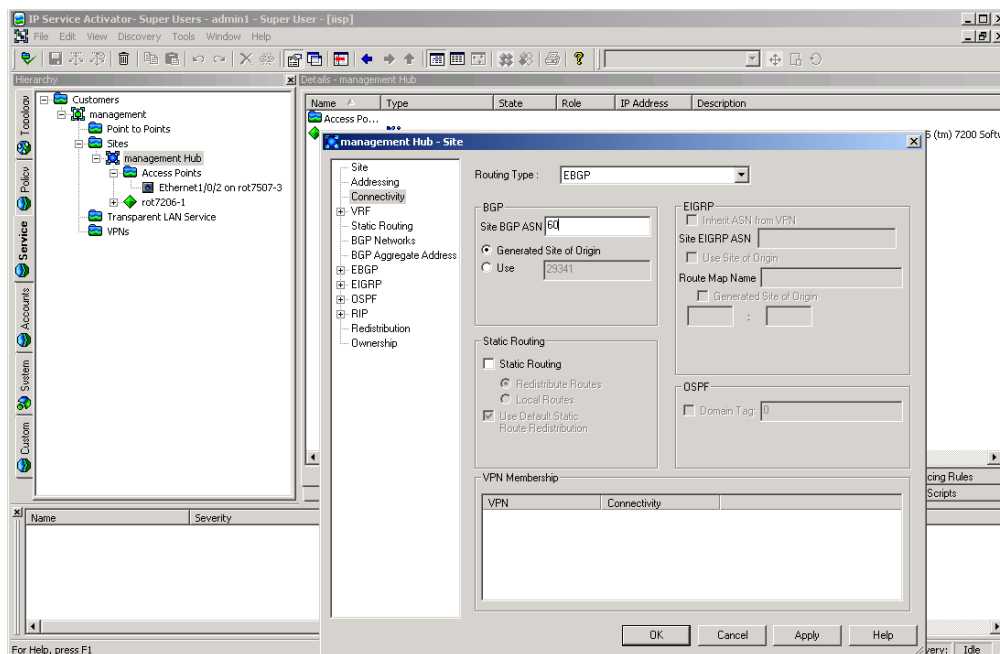 IP Service Activator- Super Users - admin1 - Super User - [iisp]
File Edit View Discovery Tools Window Help
Hierarchy
Details - management Hub
Topology
Policy
Service
Accounts
System
Custom
Customers
management
Point to Points
Sites
management Hub
Access Points
Ethernet1/0/2 on rot7507-3
rot7206-1
Transparent LAN Service
VPNs
Name Type State Role IP Address Description
Access Po...
5 (tm) 7200 Softw
management Hub - Site
Site
Addressing
Connectivity
VRF
Static Routing
BGP Networks
BGP Aggregate Address
EBGP
EIGRP
OSPF
RIP
Redistribution
Ownership
Routing Type : EBGP
BGP
Site BGP ASN 60
Generated Site of Origin
Use 29341
EIGRP
Inherit ASN from VPN
Site EIGRP ASN
Use Site of Origin
Route Map Name
Generated Site of Origin
:
Static Routing
Static Routing
Redistribute Routes
Local Routes
Use Default Static
Route Redistribution
OSPF
Domain Tag: 0
VPN Membership
VPN Connectivity
cing Rules
Scripts
Name Severity
OK Cancel Apply Help
For Help, press F1
very: Idle